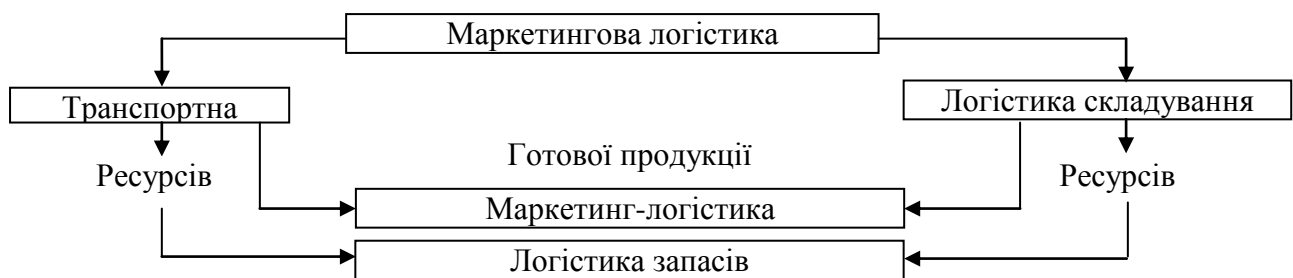 Маркетингова логістика
Транспортна
Логістика складування
Готової продукції
Ресурсів
Ресурсів
Маркетинг-логістика
Логістика запасів